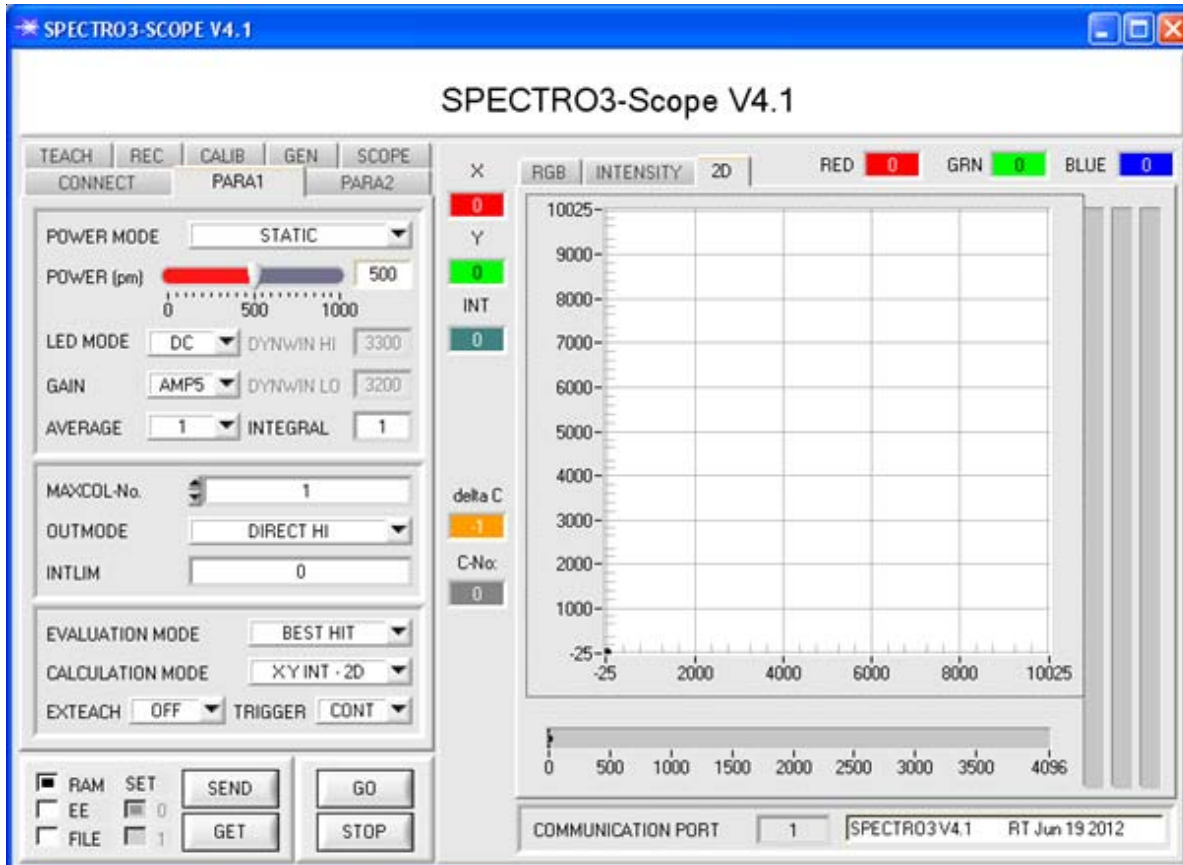 SPECTRO3-SCOPE V4.1
SPECTRO3-Scope V4.1
TEACH REC CALIB GEN SCOPE
CONNECT PARA1 PARA2
POWER MODE STATIC
POWER (pm) 500
0 500 1000
LED MODE DC DYNWIN HI 3300
GAIN AMP5 DYNWIN LO 3200
AVERAGE 1 INTEGRAL 1
MAXCOL-No. 1
OUTMODE DIRECT HI
INTLIM 0
EVALUATION MODE BEST HIT
CALCULATION MODE X Y INT - 2D
EXTEACH OFF TRIGGER CONT
RAM SET SEND GO
EE 0
FILE 1 GET STOP
X
0
Y
0
INT
0
delta C
-1
C-No:
0
RGB INTENSITY 2D RED 0 GRN 0 BLUE 0
10025
9000
8000
7000
6000
5000
4000
3000
2000
1000
-25
-25 2000 4000 6000 8000 10025
0 500 1000 1500 2000 2500 3000 3500 4096
COMMUNICATION PORT 1 SPECTRO3 V4.1 RT Jun 19 2012